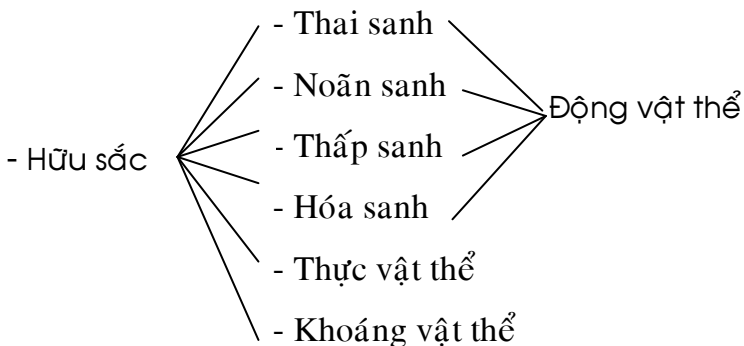 - Thai sanh
- Noãn sanh
Động vật thể
- Thấp sanh
- Hữu sắc
- Hóa sanh
- Thực vật thể
- Khoáng vật thể